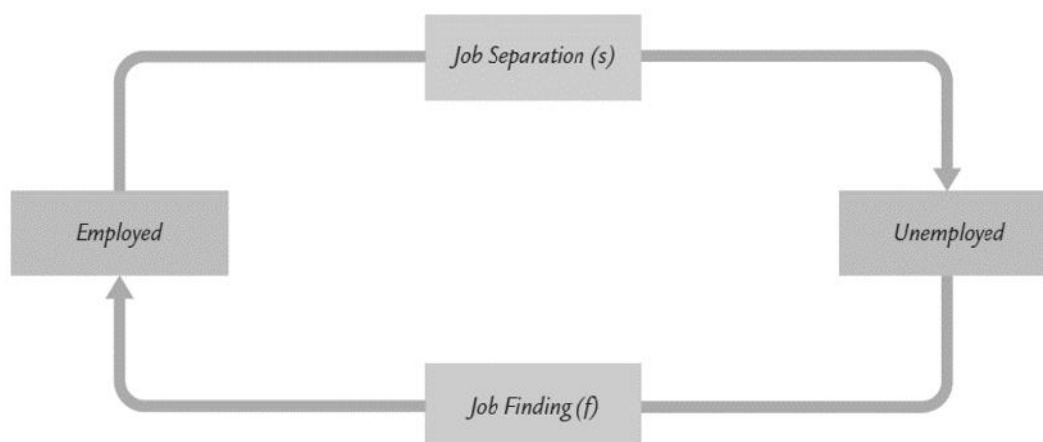 Job Separation (s)
Employed
Unemployed
Job Finding (f)